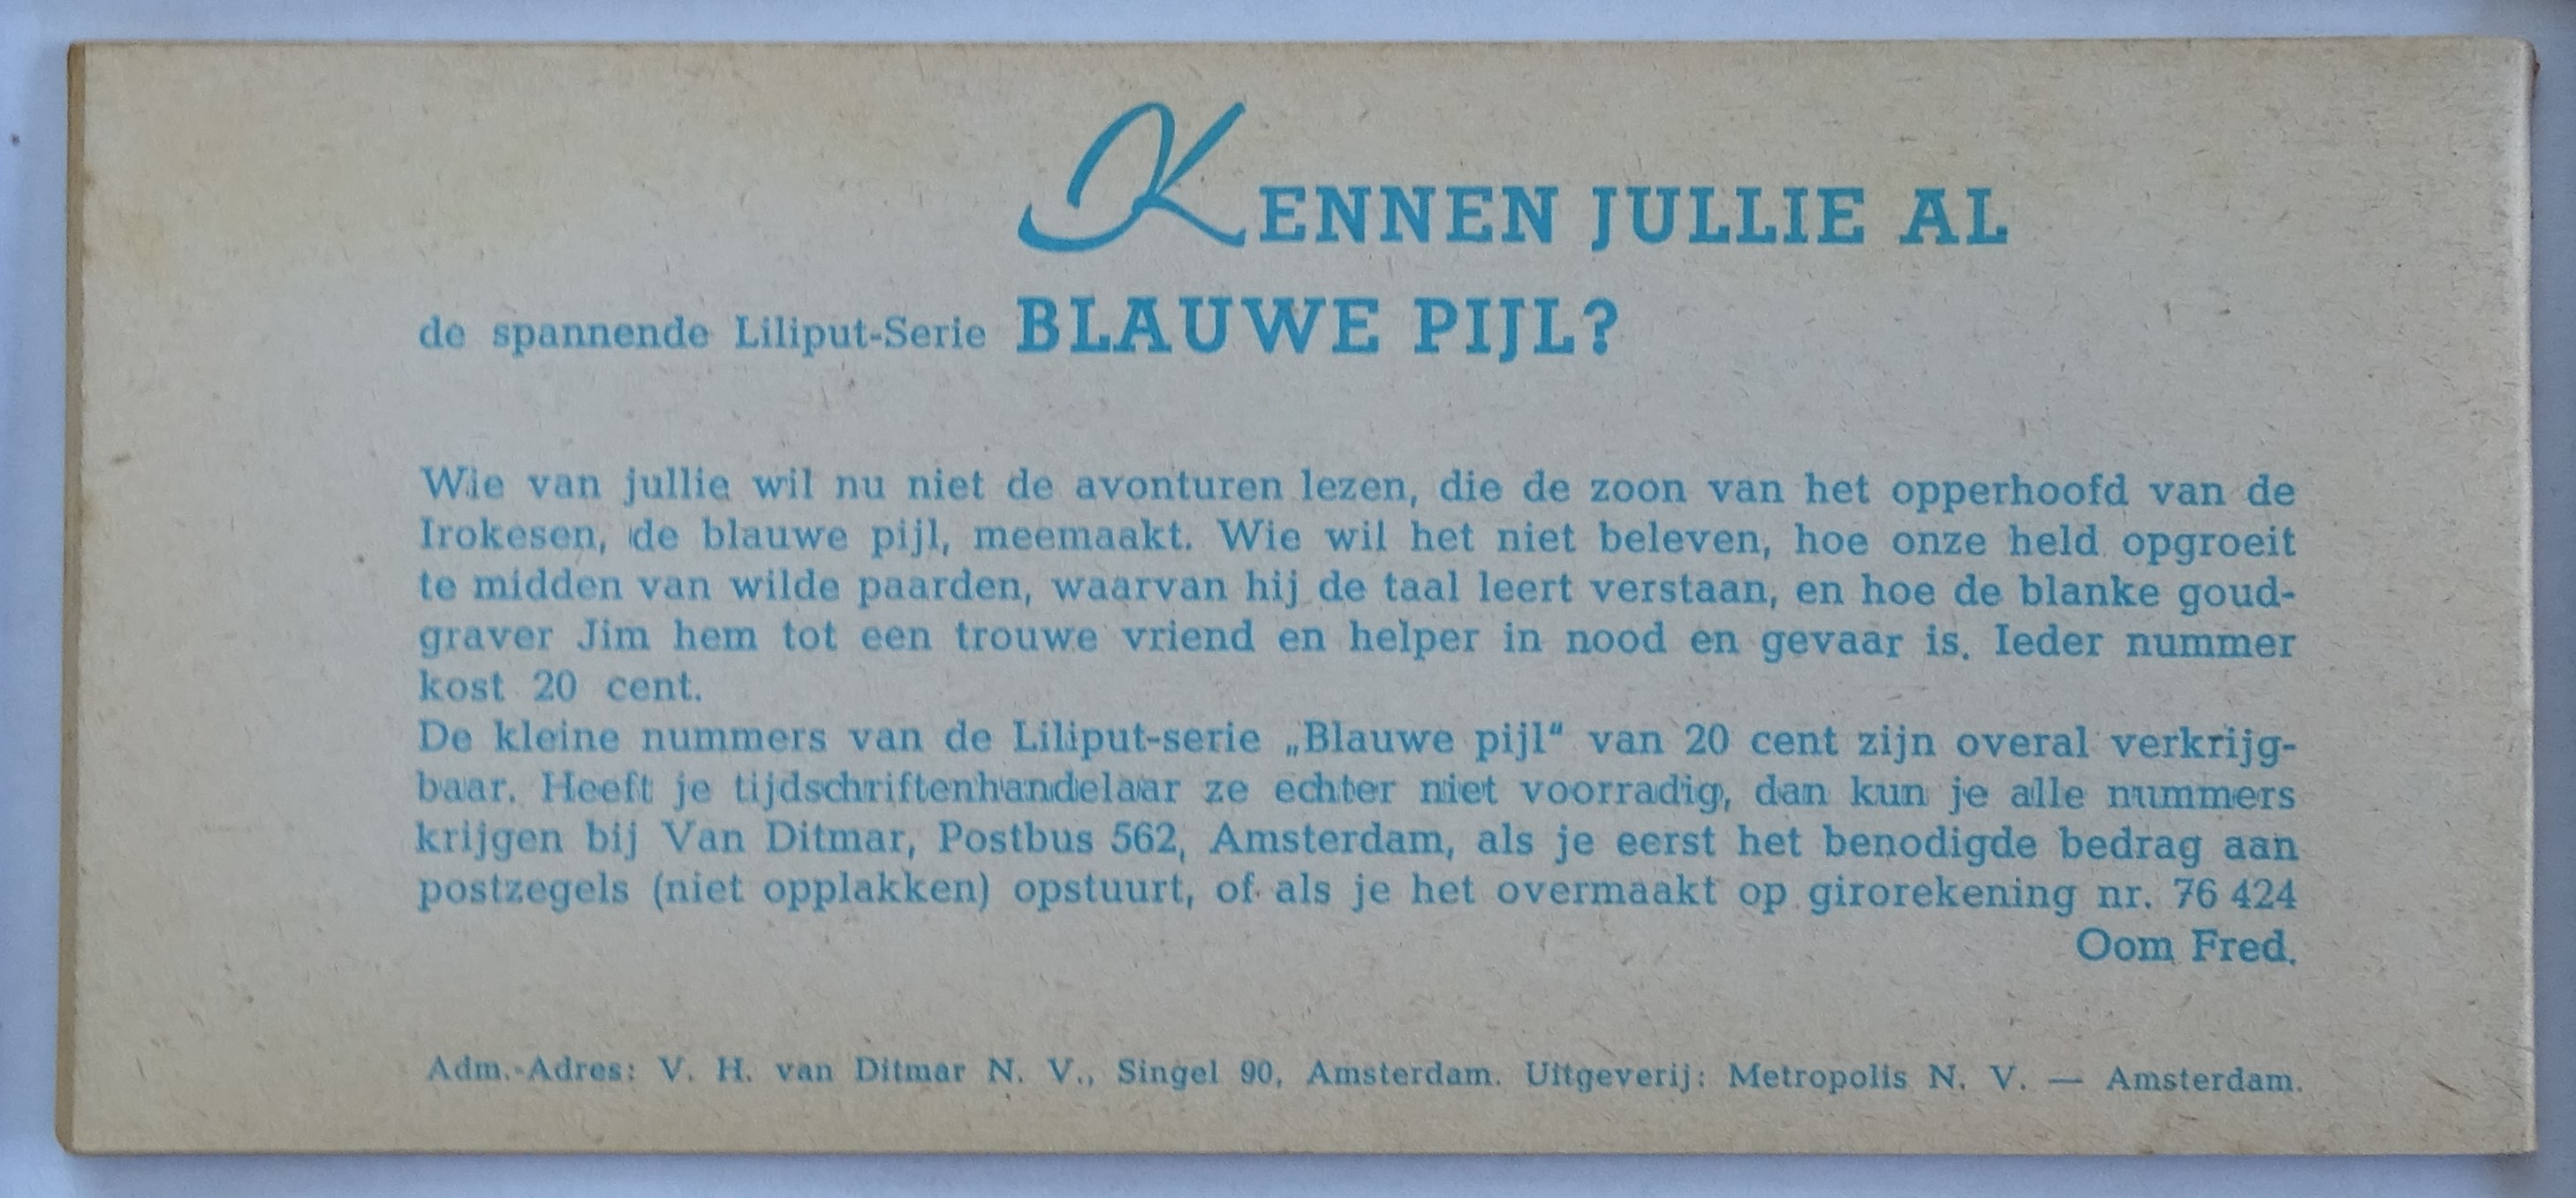 KENNEN JULLIE AL
de spannende Liliput-Serie BLAUWE PIJL?
Wie van jullie wil nu niet de avonturen lezen, die de zoon van het opperhoofd van de
Irokesen, de blauwe pijl, meemaakt. Wie wil het niet beleven, hoe onze held opgroeit
te midden van wilde paarden, waarvan hij de taal leert verstaan, en hoe de blanke goud-
graver Jim hem tot een trouwe vriend en helper in nood en gevaar is. Ieder nummer
kost 20 cent.
De kleine nummers van de Liliput-serie „Blauwe pijl“ van 20 cent zijn overal verkrijg-
baar. Heeft je tijdschriftenhandelaar ze echter niet voorradig, dan kun je alle nummers
krijgen bij Van Ditmar, Postbus 562, Amsterdam, als je eerst het benodigde bedrag aan
postzegels (niet opplakken) opstuurt, of als je het overmaakt op girorekening nr. 76 424
Oom Fred.
Adm.-Adres: V. H. van Ditmar N. V., Singel 90, Amsterdam. Uitgeverij: Metropolis N. V. — Amsterdam.